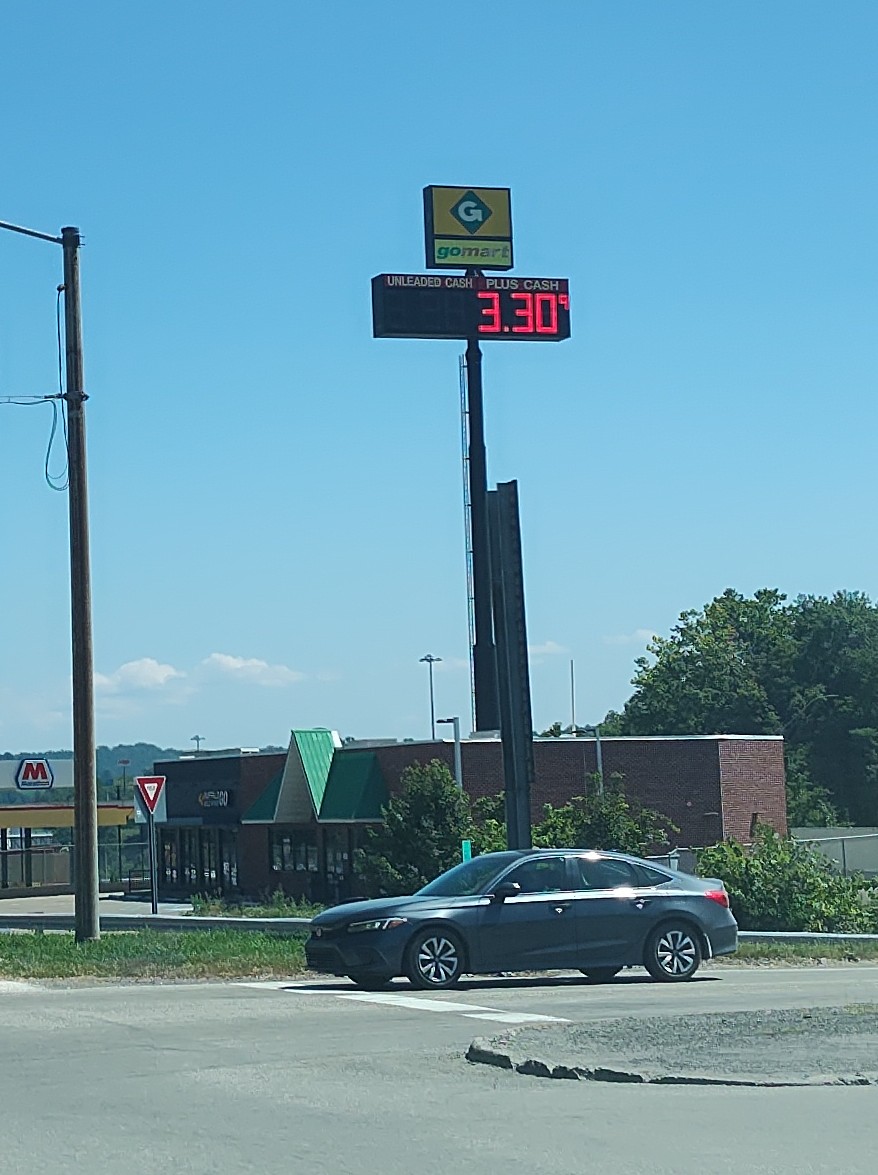 G
gomart
UNLEADED CASH PLUS CASH
3.30⁹
M